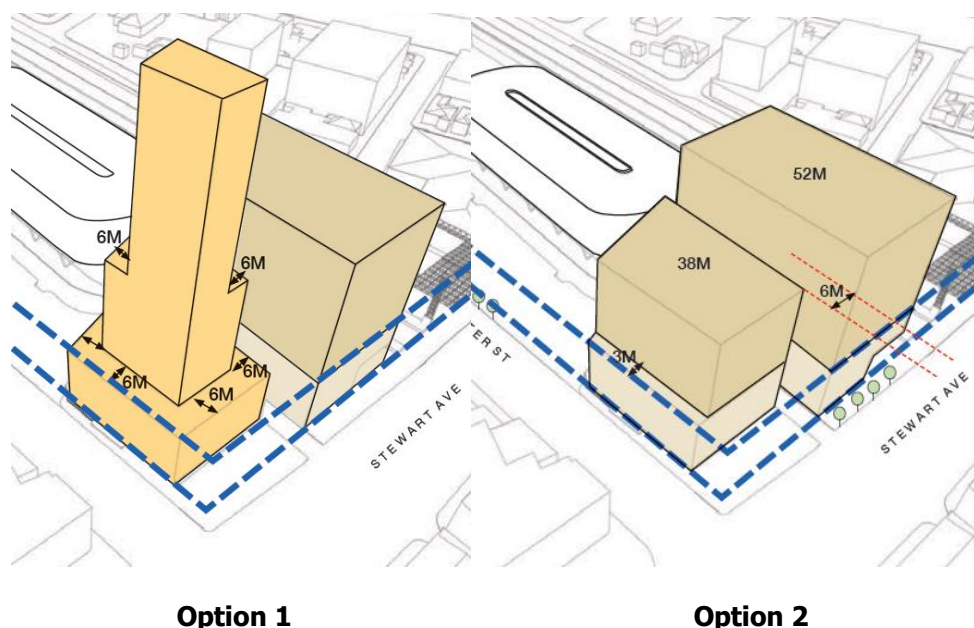 6M
6M
6M
6M
6M
STEWART AVE
52M
38M
6M
3M
ER ST
STEWART AVE
Option 1
Option 2